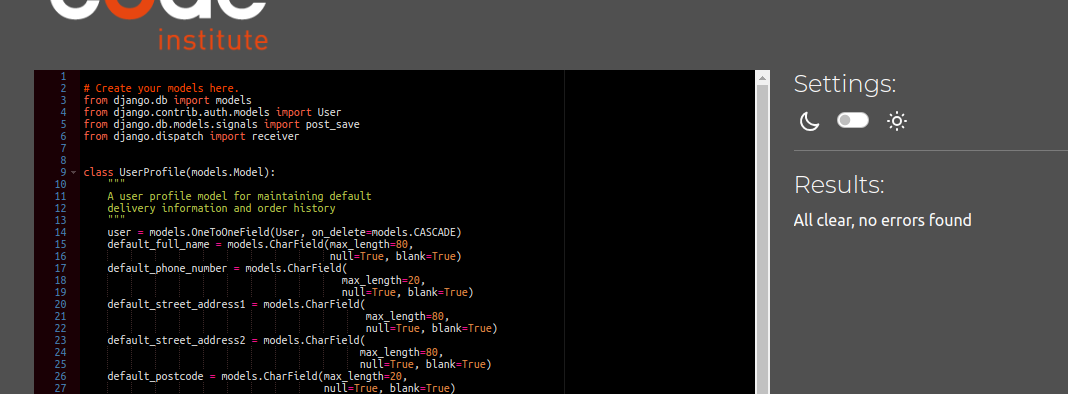 code
institute
1
2 # Create your models here.
3 from django.db import models
4 from django.contrib.auth.models import User
5 from django.db.models.signals import post_save
6 from django.dispatch import receiver
7
8
9 class UserProfile(models.Model):
10 """
11 A user profile model for maintaining default
12 delivery information and order history
13 """
14 user = models.OneToOneField(User, on_delete=models.CASCADE)
15 default_full_name = models.CharField(max_length=80,
16 null=True, blank=True)
17 default_phone_number = models.CharField(
18 max_length=20,
19 null=True, blank=True)
20 default_street_address1 = models.CharField(
21 max_length=80,
22 null=True, blank=True)
23 default_street_address2 = models.CharField(
24 max_length=80,
25 null=True, blank=True)
26 default_postcode = models.CharField(max_length=20,
27 null=True, blank=True)
Settings:
Results:
All clear, no errors found